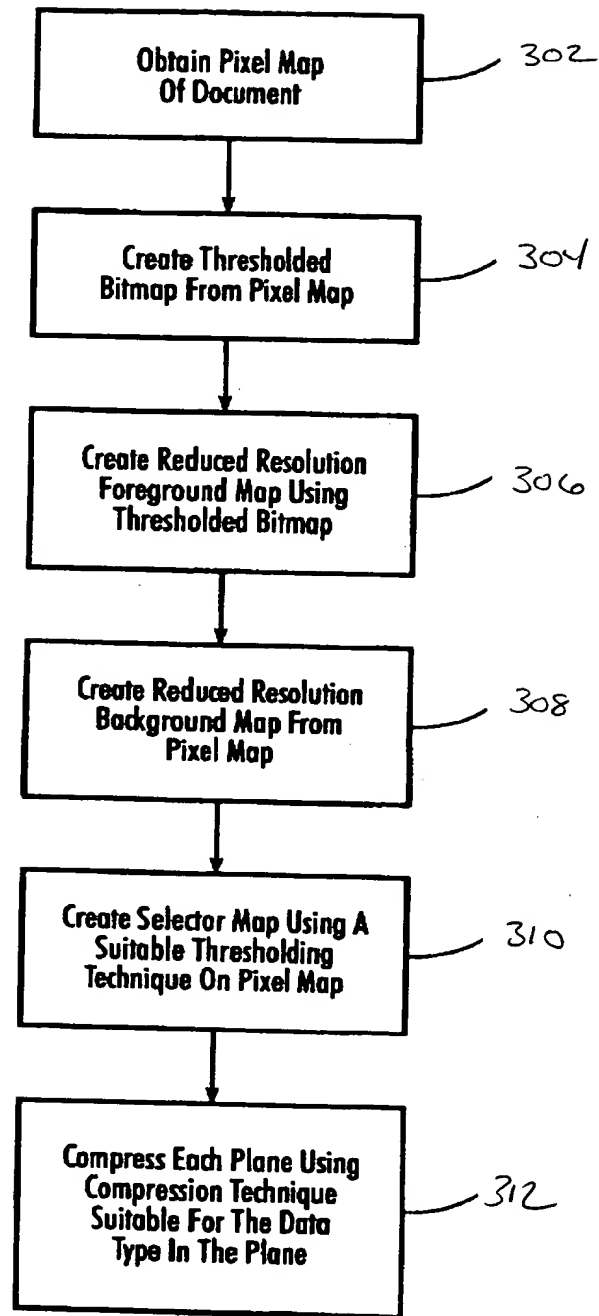 Obtain Pixel Map
Of Document
302
Create Thresholded
Bitmap From Pixel Map
304
Create Reduced Resolution
Foreground Map Using
Thresholded Bitmap
306
Create Reduced Resolution
Background Map From
Pixel Map
308
Create Selector Map Using A
Suitable Thresholding
Technique On Pixel Map
310
Compress Each Plane Using
Compression Technique
Suitable For The Data
Type In The Plane
312